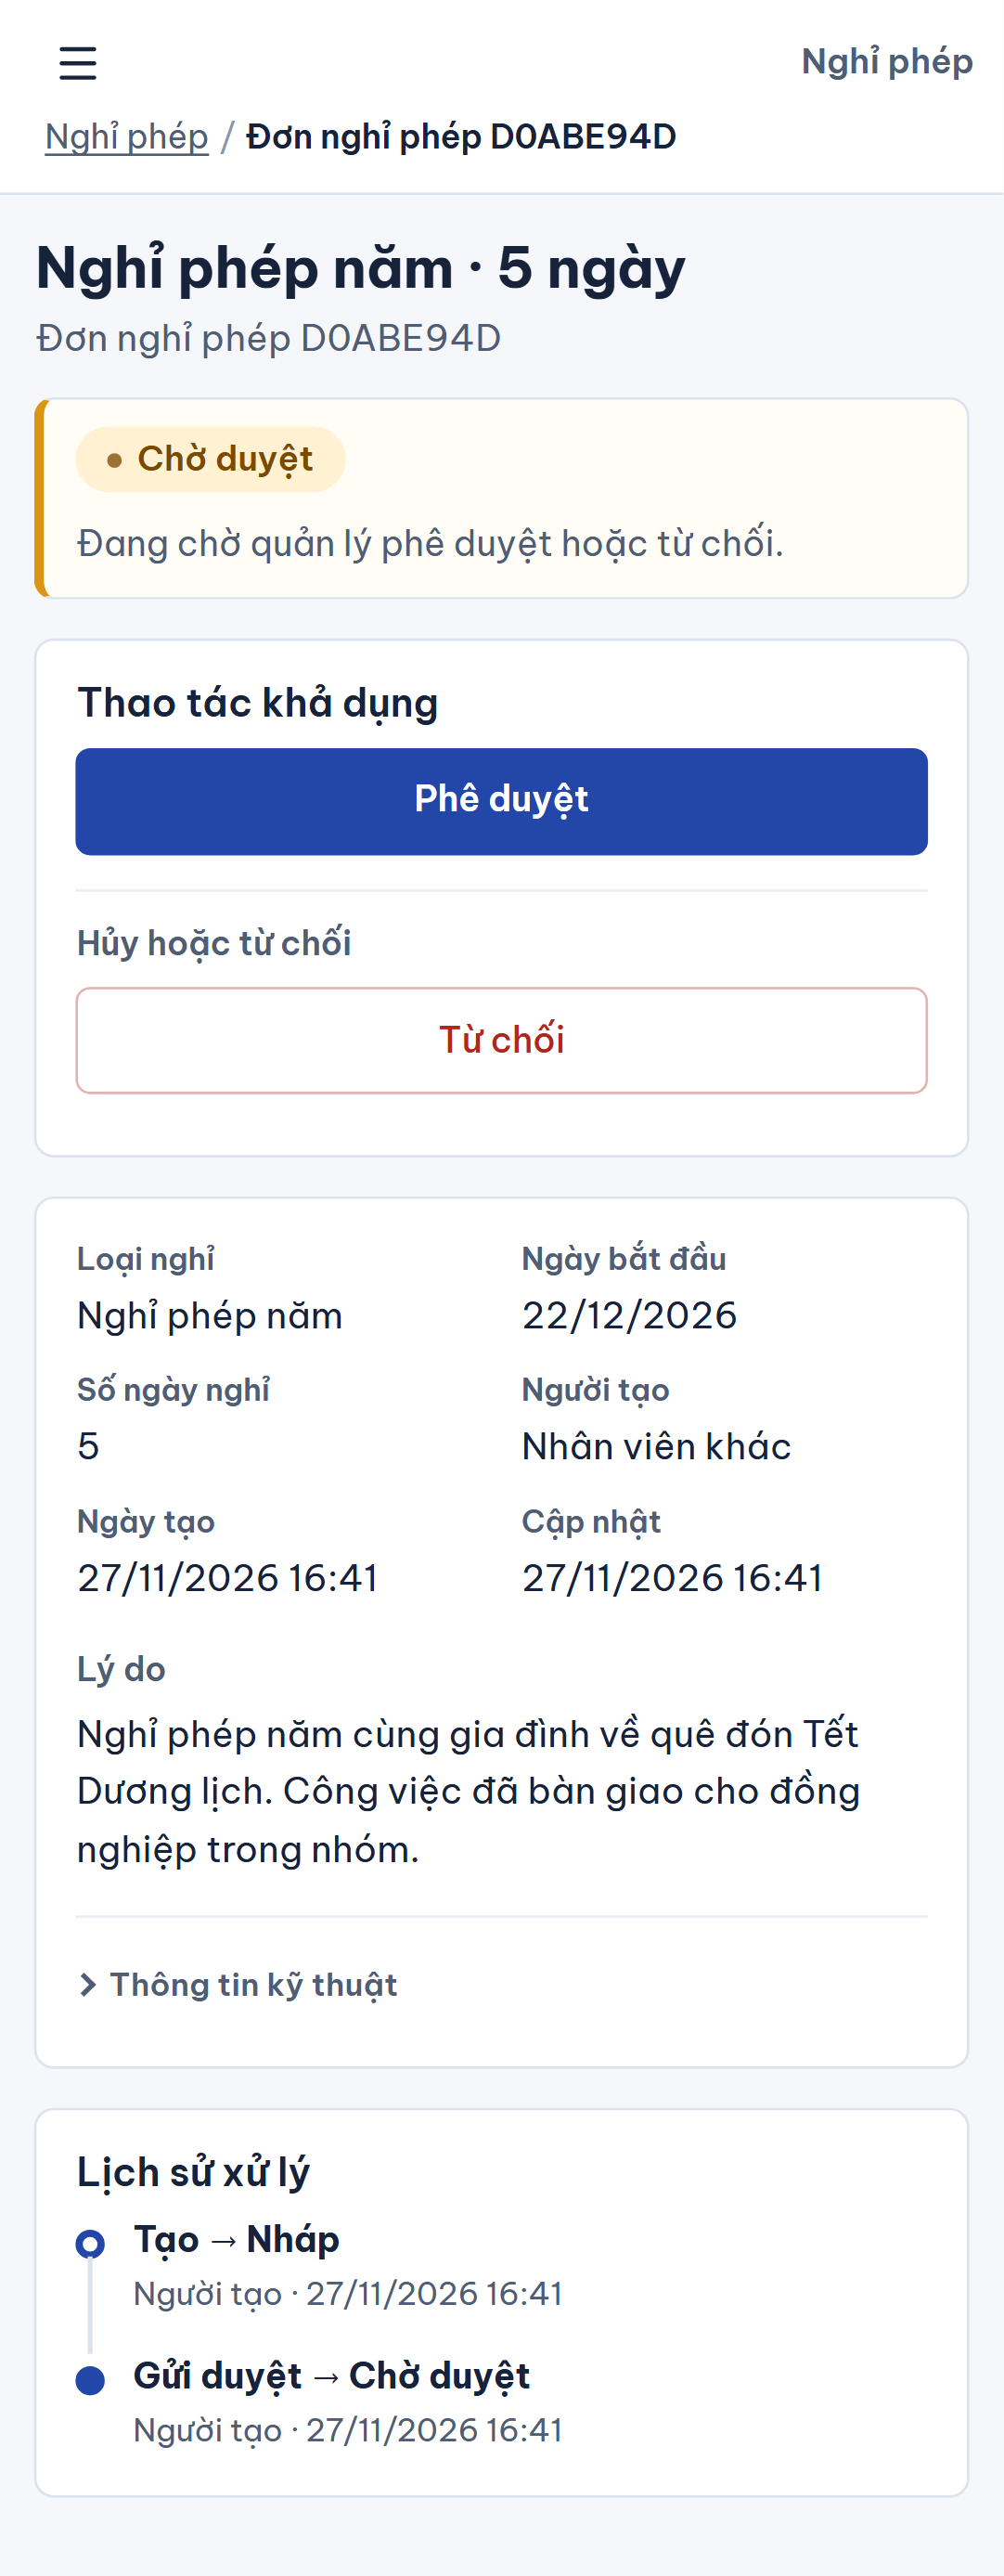 Nghỉ phép
Nghỉ phép / Đơn nghỉ phép D0ABE94D
Nghỉ phép năm · 5 ngày
Đơn nghỉ phép D0ABE94D
Chờ duyệt
Đang chờ quản lý phê duyệt hoặc từ chối.
Thao tác khả dụng
Phê duyệt
Hủy hoặc từ chối
Từ chối
Loại nghỉ
Nghỉ phép năm
Ngày bắt đầu
22/12/2026
Số ngày nghỉ
5
Người tạo
Nhân viên khác
Ngày tạo
27/11/2026 16:41
Cập nhật
27/11/2026 16:41
Lý do
Nghỉ phép năm cùng gia đình về quê đón Tết
Dương lịch. Công việc đã bàn giao cho đồng
nghiệp trong nhóm.
Thông tin kỹ thuật
Lịch sử xử lý
Tạo → Nháp
Người tạo · 27/11/2026 16:41
Gửi duyệt → Chờ duyệt
Người tạo · 27/11/2026 16:41